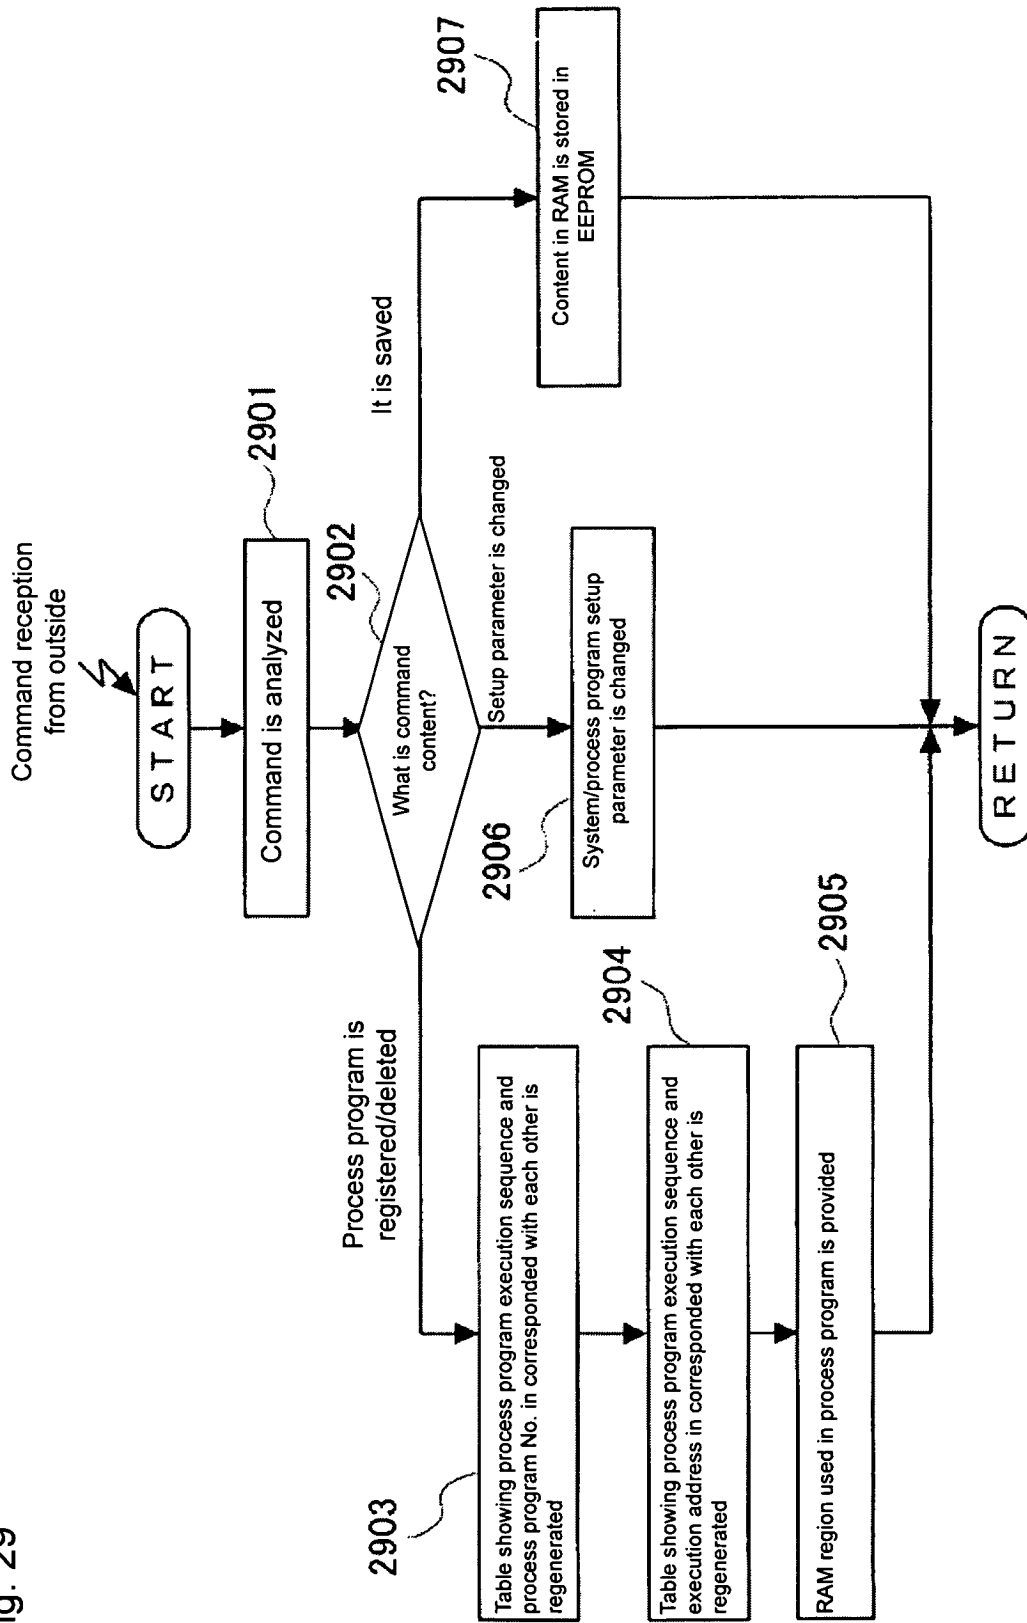 Fig. 29
Command reception
from outside
START
Command is analyzed
2901
What is command
content?
2902
Process program is
registered/deleted
Setup parameter is changed
It is saved
2903
Table showing process program execution sequence and
process program No. in corresponded with each other is
regenerated
2904
Table showing process program execution sequence and
execution address in corresponded with each other is
regenerated
2905
RAM region used in process program is provided
2906
System/process program setup
parameter is changed
2907
Content in RAM is stored in
EEPROM
RETURN